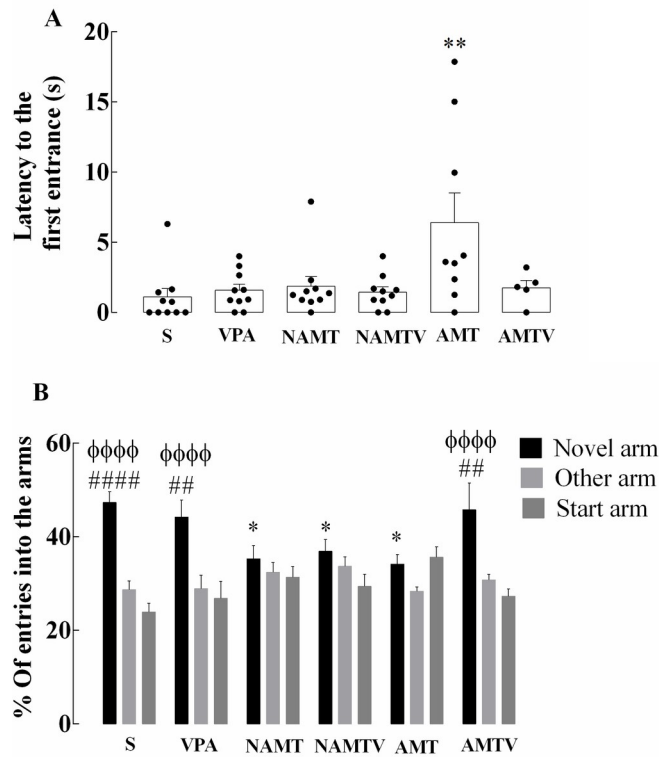 A
Latency to the
first entrance (s)
20
15
10
5
0
**
S VPA NAMT NAMTV AMT AMTV
B
% Of entries into the arms
60
40
20
0
ϕϕϕϕ ϕϕϕϕ ϕϕϕϕ
#### ## ##
* * *
Novel arm
Other arm
Start arm
S VPA NAMT NAMTV AMT AMTV